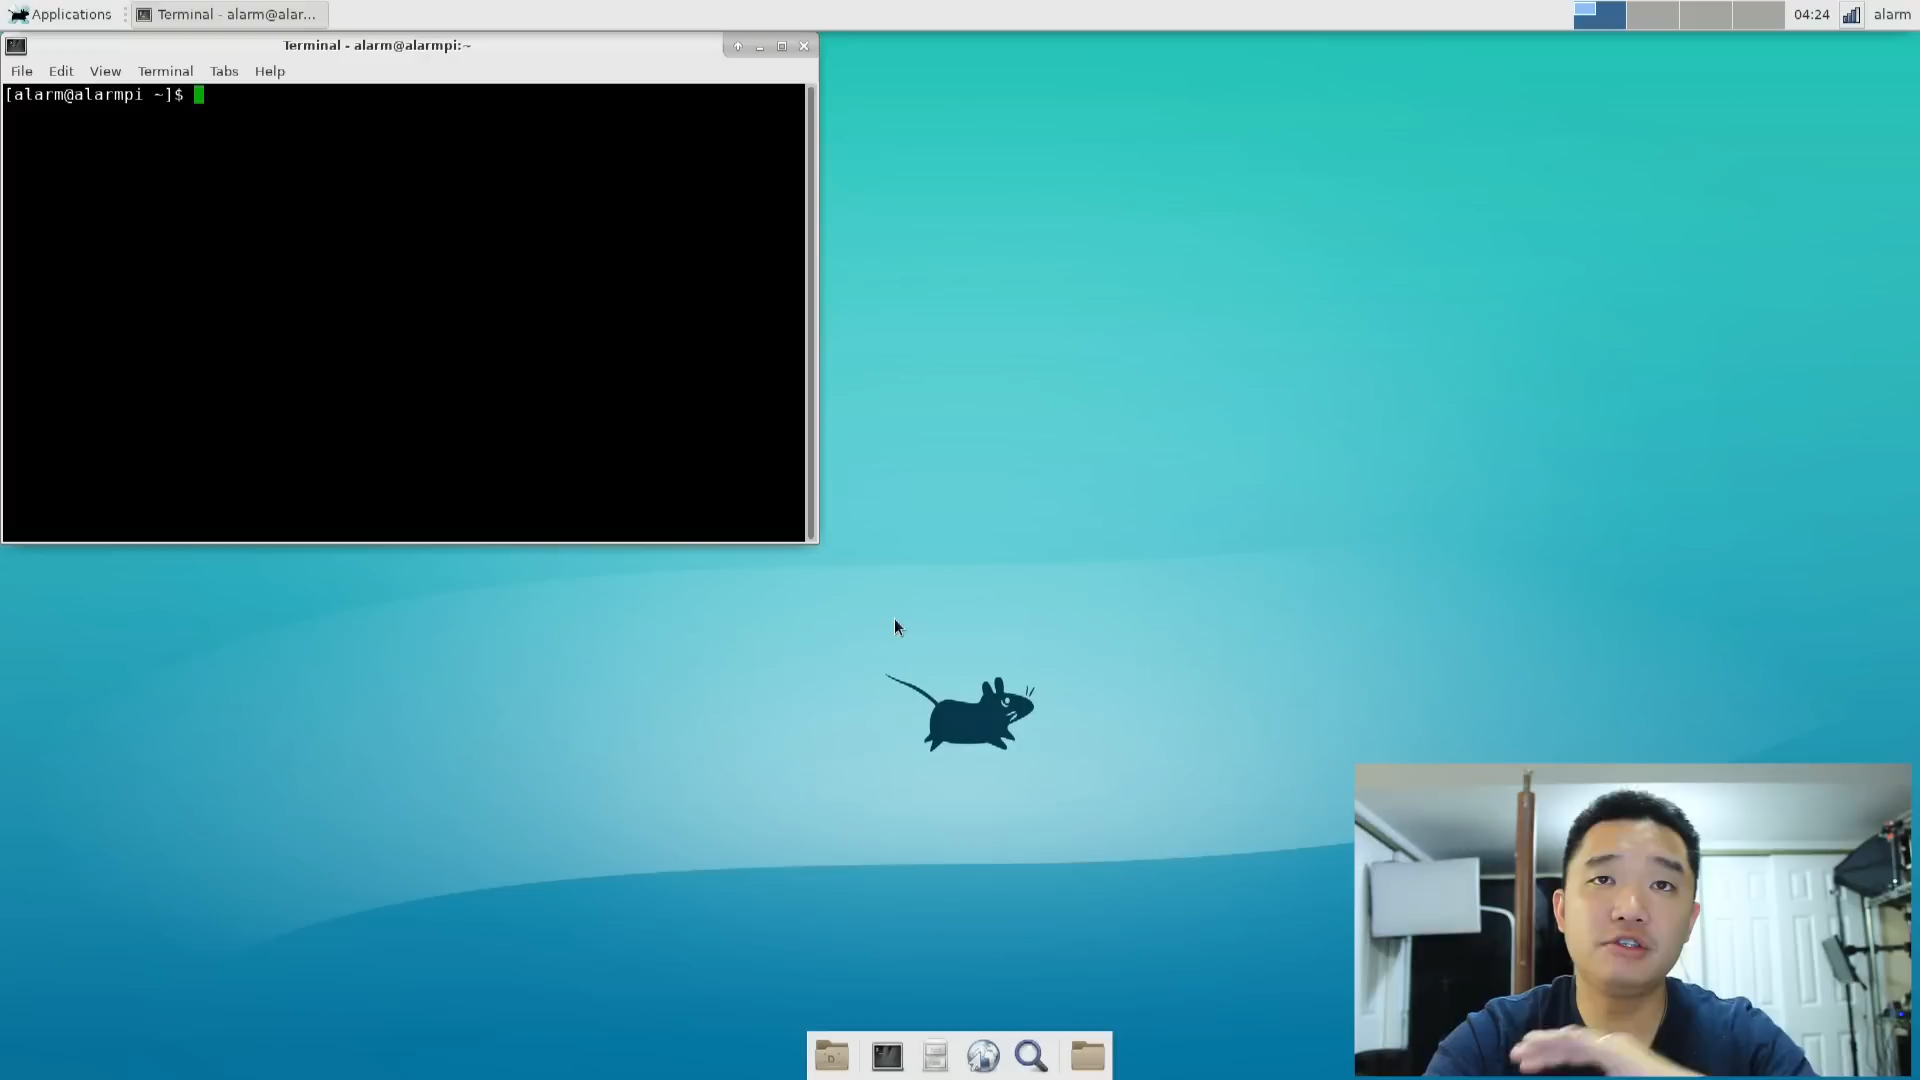 Applications
Terminal - alarm@alar...
04:24
alarm
Terminal - alarm@alarmpi:~
File Edit View Terminal Tabs Help
[alarm@alarmpi ~]$
D